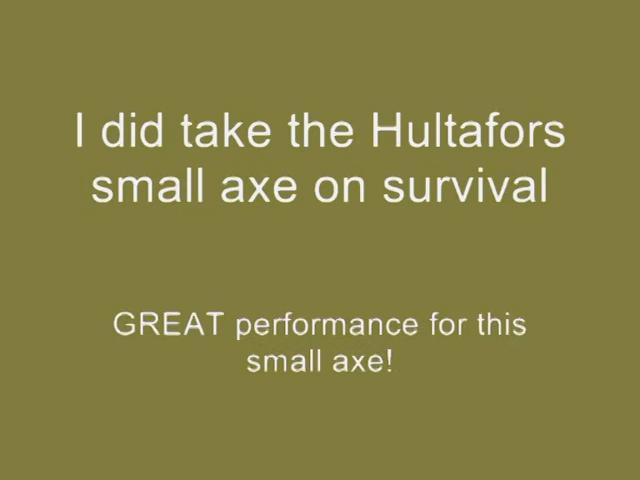 I did take the Hultafors
small axe on survival
GREAT performance for this
small axe!